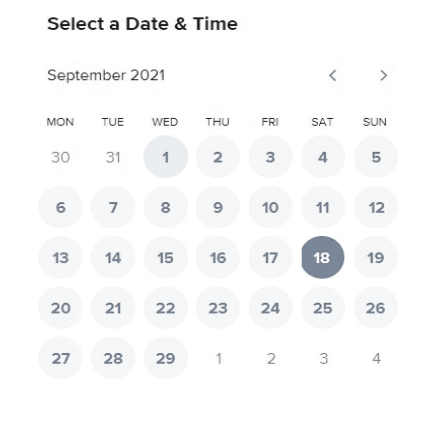 Select a Date & Time
September 2021
MON TUE WED THU FRI SAT SUN
30 31 1 2 3 4 5
6 7 8 9 10 11 12
13 14 15 16 17 18 19
20 21 22 23 24 25 26
27 28 29 1 2 3 4